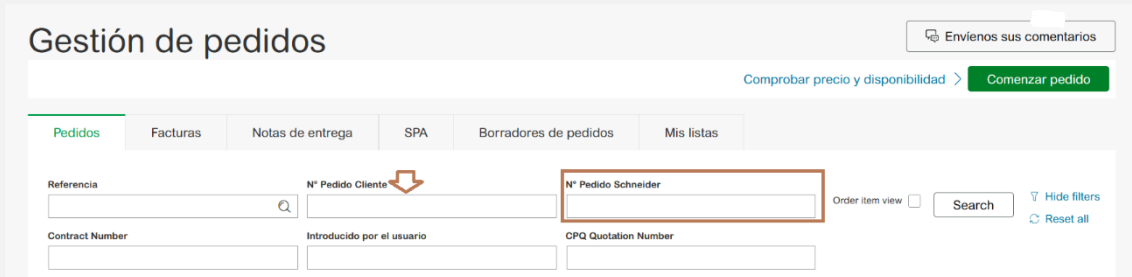 Gestión de pedidos
Envíenos sus comentarios
Comprobar precio y disponibilidad
Comenzar pedido
Pedidos Facturas Notas de entrega SPA Borradores de pedidos Mis listas
Referencia N° Pedido Cliente N° Pedido Schneider
Order item view Search Hide filters
Reset all
Contract Number Introducido por el usuario CPQ Quotation Number